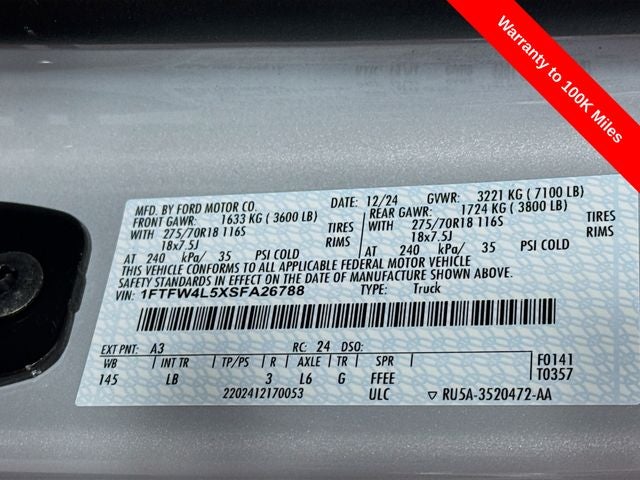 Warranty to 100K Miles
MFD. BY FORD MOTOR CO. DATE: 12/24 GVWR: 3221 KG ( 7100 LB)
FRONT GAWR: 1633 KG ( 3600 LB) REAR GAWR: 1724 KG ( 3800 LB)
WITH 275/70R18 116S TIRES WITH 275/70R18 116S TIRES
18x7.5J RIMS 18x7.5J RIMS
AT 240 kPa/ 35 PSI COLD AT 240 kPa/ 35 PSI COLD
THIS VEHICLE CONFORMS TO ALL APPLICABLE FEDERAL MOTOR VEHICLE
SAFETY STANDARDS IN EFFECT ON THE DATE OF MANUFACTURE SHOWN ABOVE.
VIN: 1FTFW4L5XSFA26788 TYPE: Truck
EXT PNT: A3 RC: 24 DSO: F0141
WB INT TR TP/PS R AXLE TR SPR T0357
145 LB 3 L6 G FFEE
2202412170053 ULC ▽ RU5A-3520472-AA